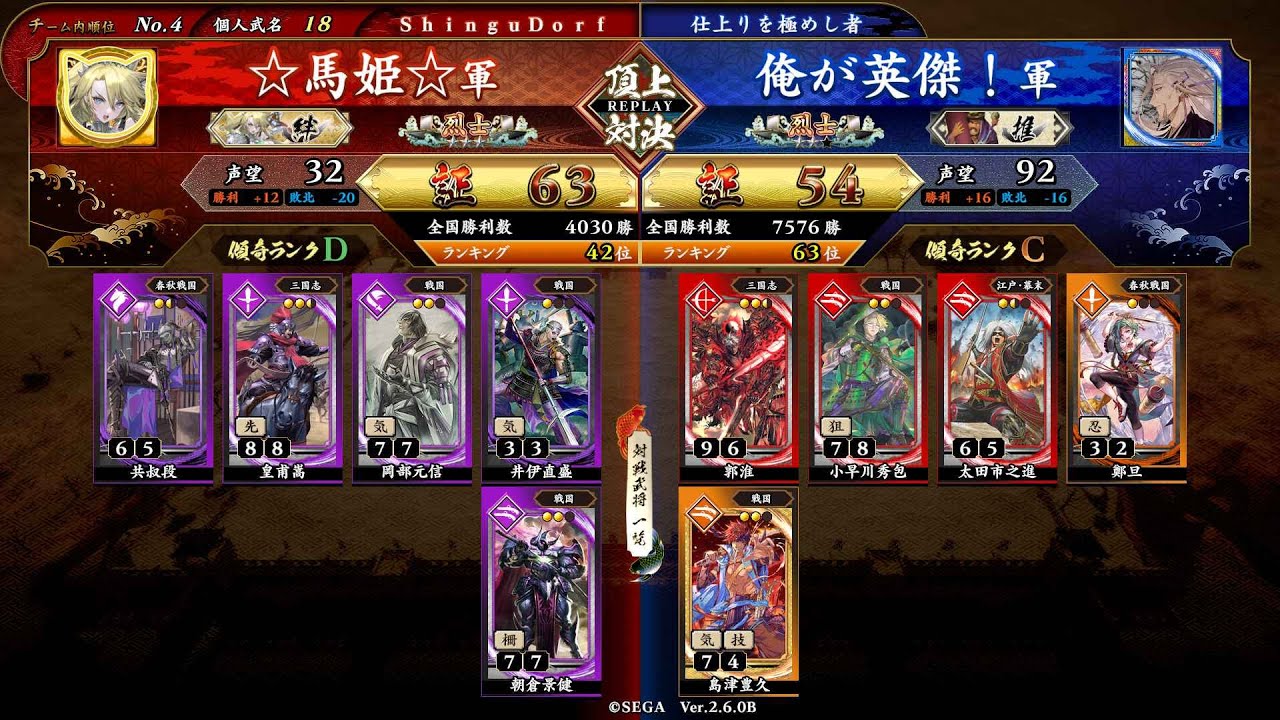 チーム内順位 No.4 個人武名 18 ShinguDorf 仕上りを極めし者
☆馬姫☆軍 頂上 REPLAY 対決 俺が英傑！軍
絆 烈士 烈士 推
声望 32 証 63 証 54 声望 92
勝利 +12 敗北 -20 勝利 +16 敗北 -16
全国勝利数 4030勝 全国勝利数 7576勝
傾奇ランクD ランキング 42位 ランキング 63位 傾奇ランクC
春秋戦国 三国志 戦国 戦国 三国志 戦国 江戸・幕末 春秋戦国
先 気 気 狙 忍
6 5 8 8 7 7 3 3 9 6 7 8 6 5 3 2
共叔段 皇甫嵩 岡部元信 井伊直盛 郭淮 小早川秀包 太田市之進 鄭旦
対戦武将一覧
戦国 戦国
柵 気 技
7 7 7 4
朝倉景健 島津豊久
©SEGA Ver.2.6.0B